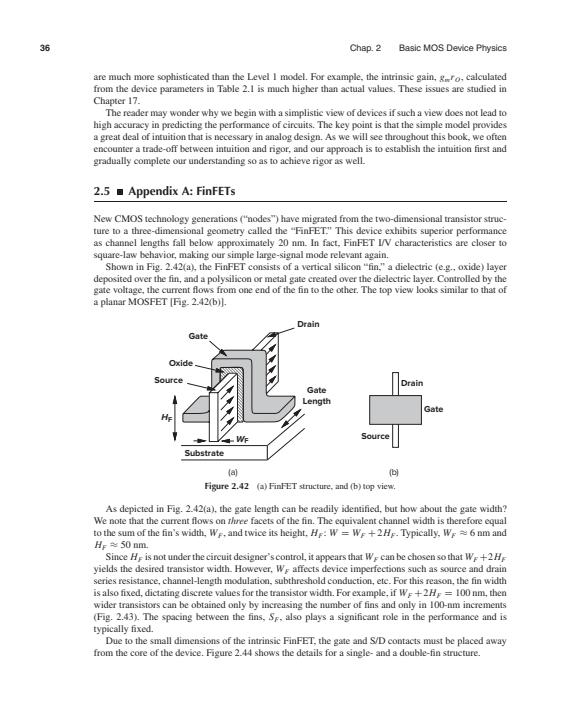 36
Chap. 2 Basic MOS Device Physics
are much more sophisticated than the Level 1 model. For example, the intrinsic gain, gmrO, calculated
from the device parameters in Table 2.1 is much higher than actual values. These issues are studied in
Chapter 17.
The reader may wonder why we begin with a simplistic view of devices if such a view does not lead to
high accuracy in predicting the performance of circuits. The key point is that the simple model provides
a great deal of intuition that is necessary in analog design. As we will see throughout this book, we often
encounter a trade-off between intuition and rigor, and our approach is to establish the intuition first and
gradually complete our understanding so as to achieve rigor as well.
2.5 ■ Appendix A: FinFETs
New CMOS technology generations (“nodes”) have migrated from the two-dimensional transistor struc-
ture to a three-dimensional geometry called the “FinFET.” This device exhibits superior performance
as channel lengths fall below approximately 20 nm. In fact, FinFET I/V characteristics are closer to
square-law behavior, making our simple large-signal mode relevant again.
Shown in Fig. 2.42(a), the FinFET consists of a vertical silicon “fin,” a dielectric (e.g., oxide) layer
deposited over the fin, and a polysilicon or metal gate created over the dielectric layer. Controlled by the
gate voltage, the current flows from one end of the fin to the other. The top view looks similar to that of
a planar MOSFET [Fig. 2.42(b)].
Drain
Gate
Oxide
Source
Gate
Length
HF
WF
Substrate
(a)
Drain
Gate
Source
(b)
Figure 2.42 (a) FinFET structure, and (b) top view.
As depicted in Fig. 2.42(a), the gate length can be readily identified, but how about the gate width?
We note that the current flows on three facets of the fin. The equivalent channel width is therefore equal
to the sum of the fin’s width, WF, and twice its height, HF: W = WF + 2HF. Typically, WF ≈ 6 nm and
HF ≈ 50 nm.
Since HF is not under the circuit designer’s control, it appears that WF can be chosen so that WF +2HF
yields the desired transistor width. However, WF affects device imperfections such as source and drain
series resistance, channel-length modulation, subthreshold conduction, etc. For this reason, the fin width
is also fixed, dictating discrete values for the transistor width. For example, if WF + 2HF = 100 nm, then
wider transistors can be obtained only by increasing the number of fins and only in 100-nm increments
(Fig. 2.43). The spacing between the fins, SF, also plays a significant role in the performance and is
typically fixed.
Due to the small dimensions of the intrinsic FinFET, the gate and S/D contacts must be placed away
from the core of the device. Figure 2.44 shows the details for a single- and a double-fin structure.